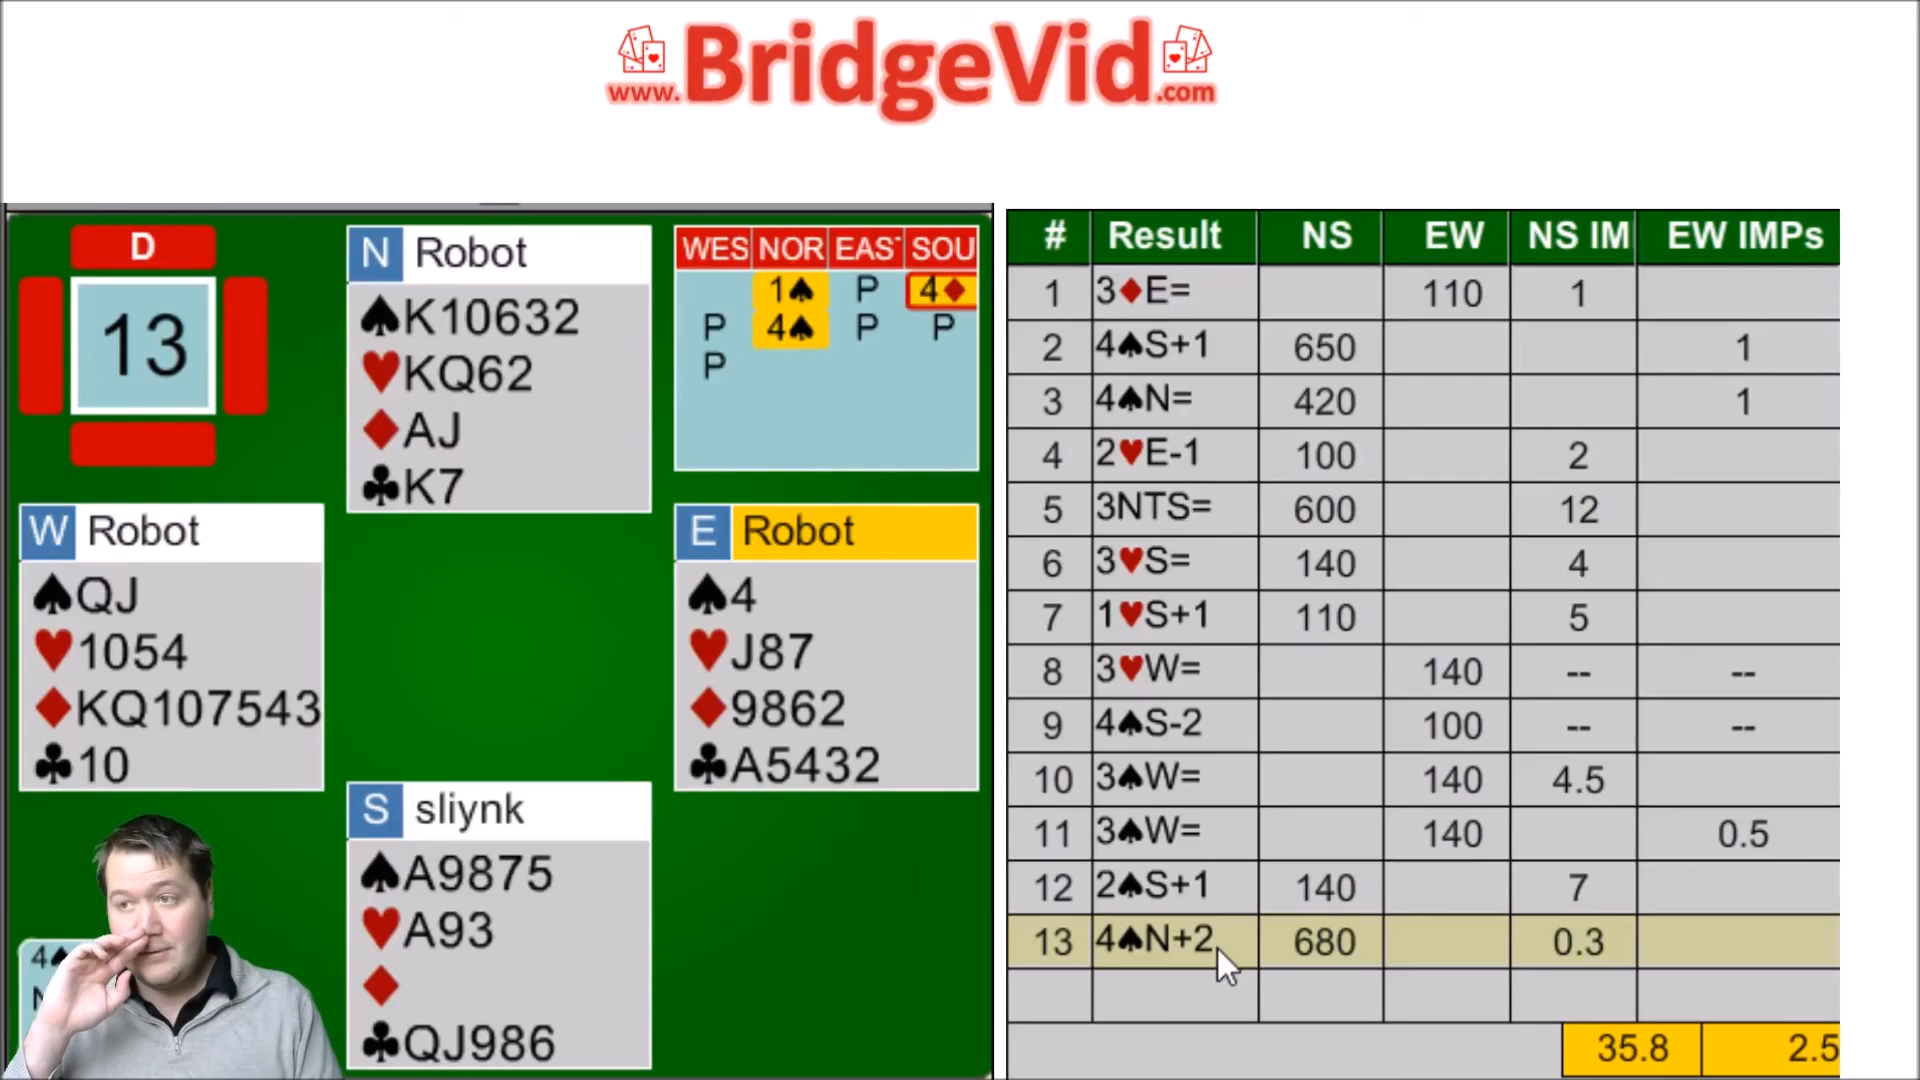 www.BridgeVid.com
D
13
N Robot
♠K10632
♥KQ62
♦AJ
♣K7
WES NOR EAST SOU
1♠ P 4♦
P 4♠ P P
P
W Robot
♠QJ
♥1054
♦KQ107543
♣10
E Robot
♠4
♥J87
♦9862
♣A5432
S sliynk
♠A9875
♥A93
♦
♣QJ986
4♠
N
# Result NS EW NS IM EW IMPs
1 3♦E= 110 1
2 4♠S+1 650 1
3 4♠N= 420 1
4 2♥E-1 100 2
5 3NTS= 600 12
6 3♥S= 140 4
7 1♥S+1 110 5
8 3♥W= 140 -- --
9 4♠S-2 100 -- --
10 3♠W= 140 4.5
11 3♠W= 140 0.5
12 2♠S+1 140 7
13 4♠N+2 680 0.3
35.8 2.5